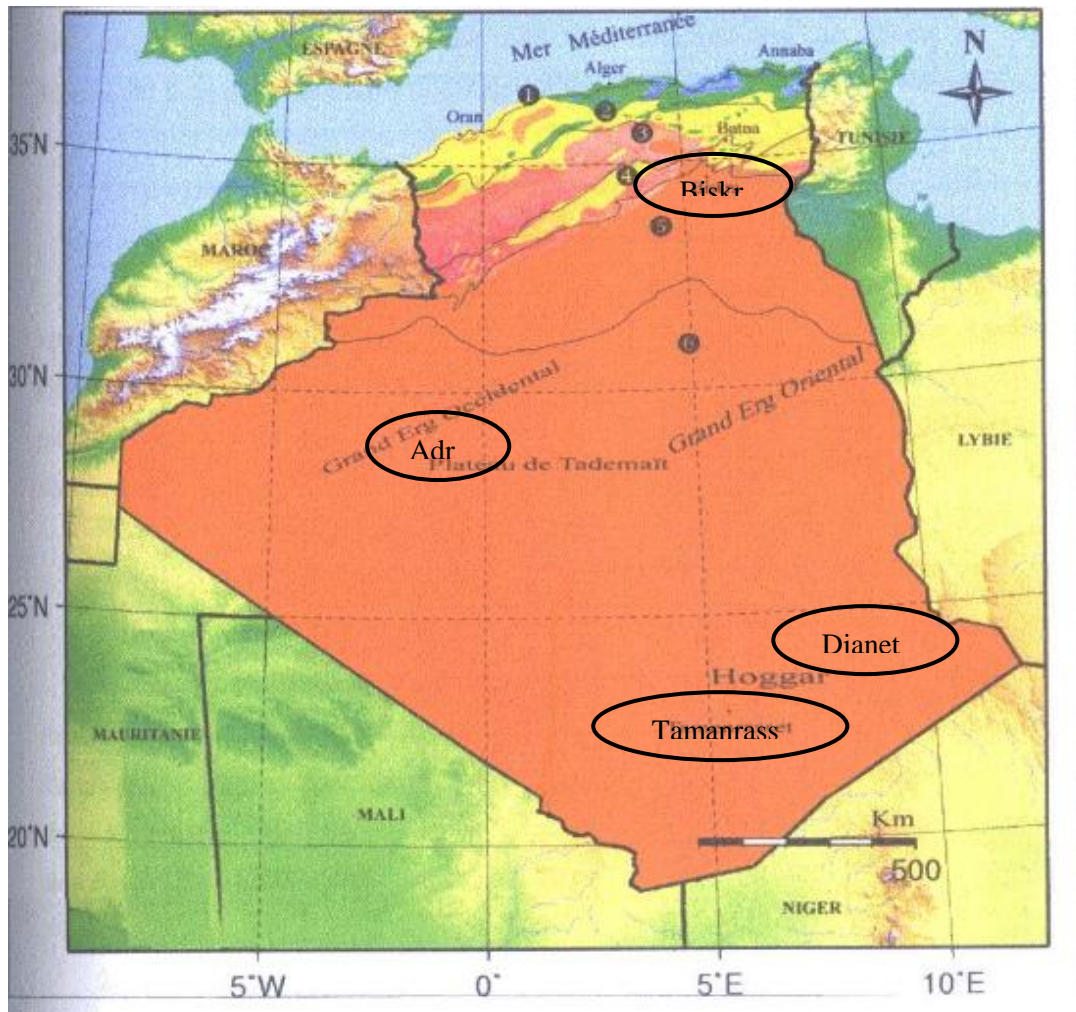 ESPAGNE
Mer Méditerranée
Alger
Annaba
N
1
2
Oran
3
Batna
TUNISIE
35°N
4
Biskr
MAROC
5
6
30°N
Grand Erg Occidental
Grand Erg Oriental
Adr
Plateau de Tademaït
LYBIE
25°N
Dianet
Hoggar
Tamanrass
MAURITANIE
MALI
Km
20°N
500
NIGER
5°W
0°
5°E
10°E